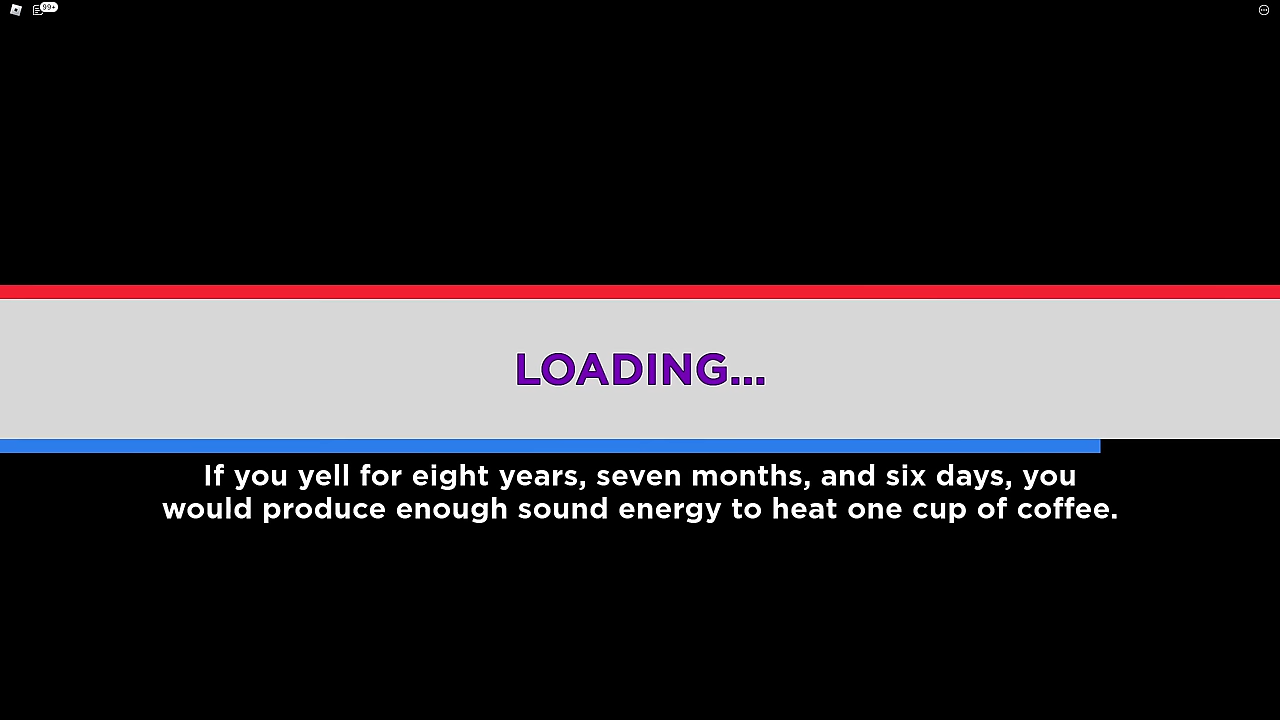 99+
LOADING...
If you yell for eight years, seven months, and six days, you
would produce enough sound energy to heat one cup of coffee.